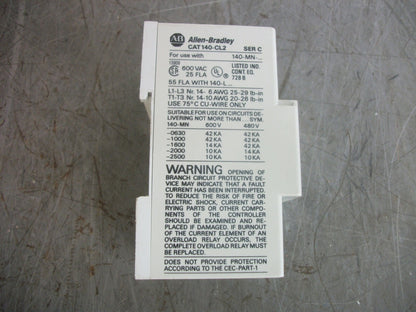 AB Allen-Bradley
CAT 140-CL2 SER C
For use with 140-MN-...
600 VAC
25 FLA
LISTED IND.
CONT. EQ.
728 B
55 FLA WITH 140-L...
L1-L3 Nr. 14- 6 AWG 25-29 lb-in
T1-T3 Nr. 14-10 AWG 20-26 lb-in
USE 75°C CU-WIRE ONLY
SUITABLE FOR USE ON CIRCUITS DE-
LIVERING NOT MORE THAN ... SYM.
140-MN 600 V 480 V
-0630 42 KA 42 KA
-1000 42 KA 42 KA
-1600 14 KA 42 KA
-2000 10 KA 14 KA
-2500 10 KA 10 KA
WARNING OPENING OF
BRANCH CIRCUIT PROTECTIVE DE-
VICE MAY INDICATE THAT A FAULT
CURRENT HAS BEEN INTERRUPTED.
TO REDUCE THE RISK OF FIRE OR
ELECTRIC SHOCK, CURRENT CAR-
RYING PARTS OR OTHER COMPO-
NENTS OF THE CONTROLLER
SHOULD BE EXAMINED AND RE-
PLACED IF DAMAGED. IF BURNOUT
OF THE CURRENT ELEMENT OF AN
OVERLOAD RELAY OCCURS, THE
COMPLETE OVERLOAD RELAY MUST
BE REPLACED.
DOES NOT PROVIDE PROTECTION
ACCORDING TO THE CEC-PART-1